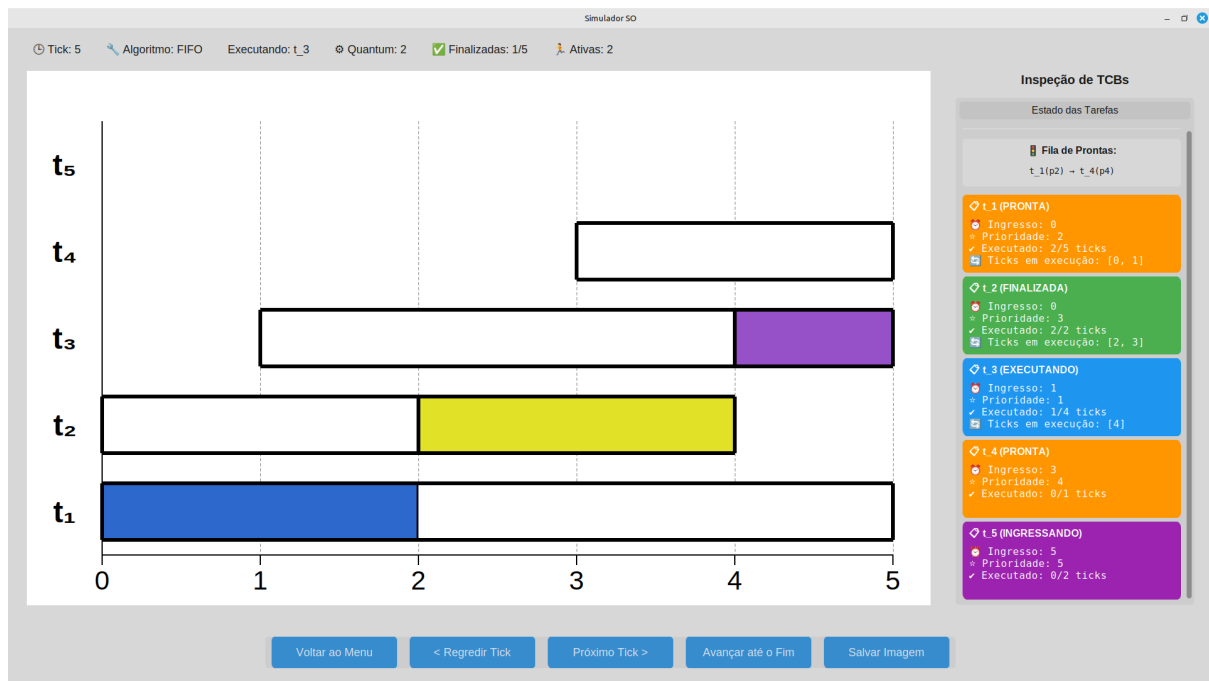 Simulador SO
Tick: 5 Algoritmo: FIFO Executando: t_3 Quantum: 2 Finalizadas: 1/5 Ativas: 2
t₅
t₄
t₃
t₂
t₁
0 1 2 3 4 5
Inspeção de TCBs
Estado das Tarefas
Fila de Prontas:
t_1(p2) → t_4(p4)
t_1 (PRONTA)
Ingresso: 0
Prioridade: 2
Executado: 2/5 ticks
Ticks em execução: [0, 1]
t_2 (FINALIZADA)
Ingresso: 0
Prioridade: 3
Executado: 2/2 ticks
Ticks em execução: [2, 3]
t_3 (EXECUTANDO)
Ingresso: 1
Prioridade: 1
Executado: 1/4 ticks
Ticks em execução: [4]
t_4 (PRONTA)
Ingresso: 3
Prioridade: 4
Executado: 0/1 ticks
t_5 (INGRESSANDO)
Ingresso: 5
Prioridade: 5
Executado: 0/2 ticks
Voltar ao Menu < Regredir Tick Próximo Tick > Avançar até o Fim Salvar Imagem